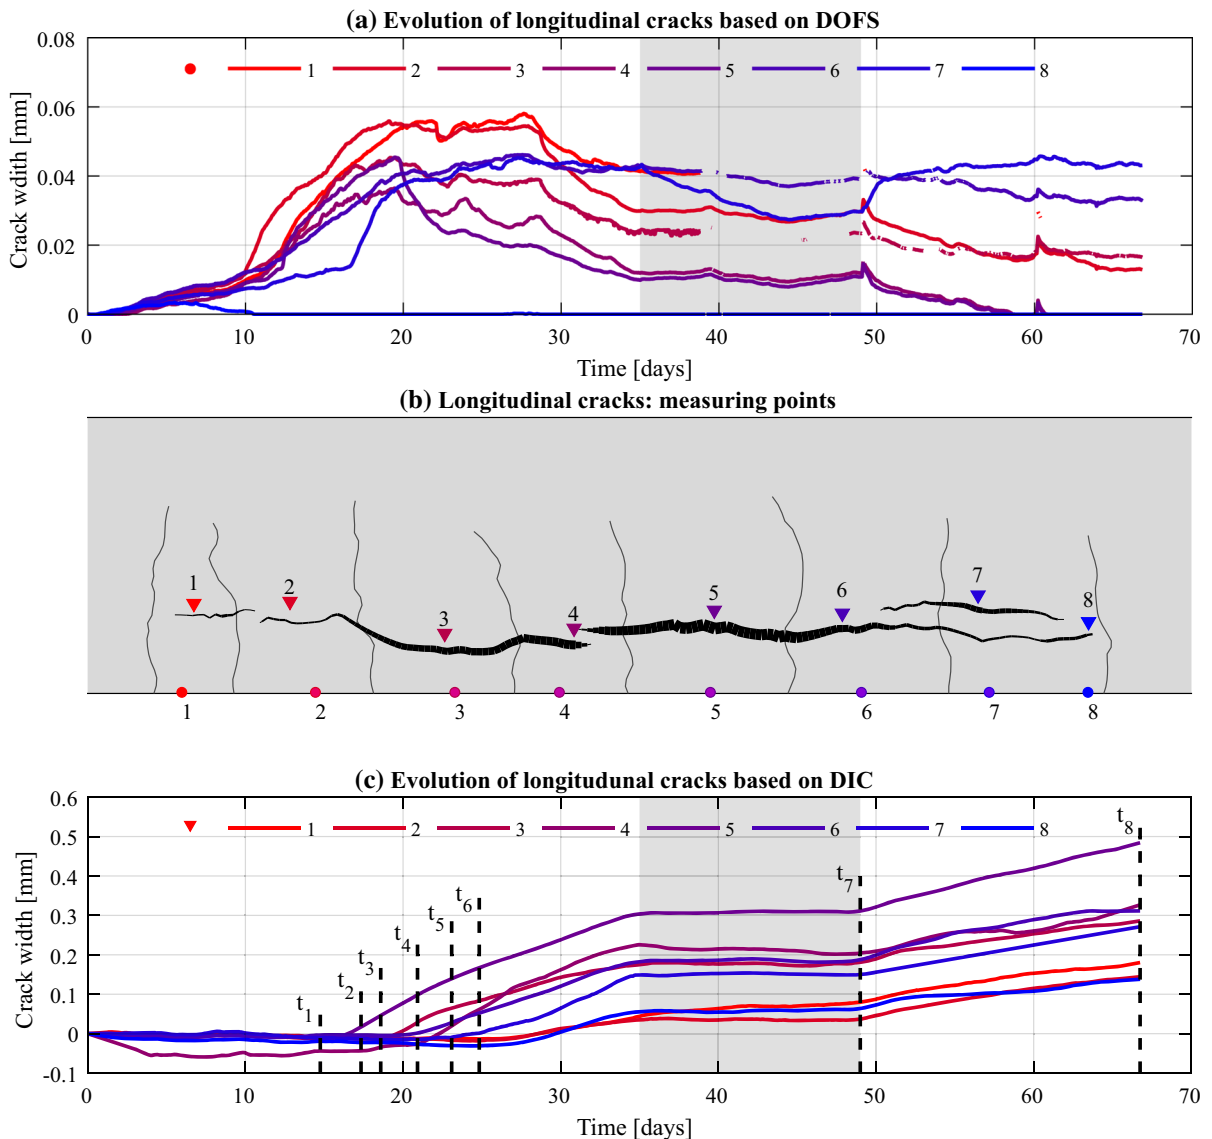 (a) Evolution of longitudinal cracks based on DOFS
Crack wdidth [mm]
0.08
0.06
0.04
0.02
0
1 2 3 4 5 6 7 8
0 10 20 30 40 50 60 70
Time [days]
(b) Longitudinal cracks: measuring points
1 2 3 4 5 6 7 8
1 2 3 4 5 6 7 8
(c) Evolution of longitudunal cracks based on DIC
Crack width [mm]
0.6
0.5
0.4
0.3
0.2
0.1
0
-0.1
1 2 3 4 5 6 7 8
t1 t2 t3 t4 t5 t6 t7 t8
0 10 20 30 40 50 60 70
Time [days]